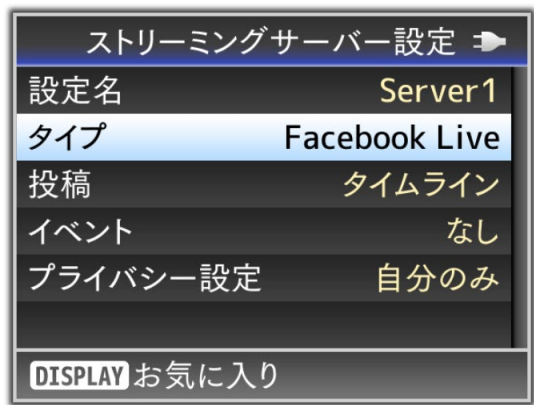 ストリーミングサーバー設定
設定名 Server1
タイプ Facebook Live
投稿 タイムライン
イベント なし
プライバシー設定 自分のみ
DISPLAY お気に入り